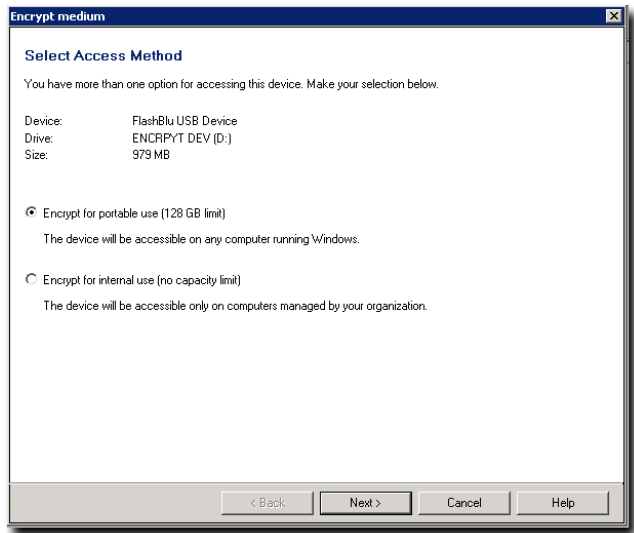 Encrypt medium
Select Access Method
You have more than one option for accessing this device. Make your selection below.
Device: FlashBlu USB Device
Drive: ENCRPYT DEV (D:)
Size: 979 MB
Encrypt for portable use (128 GB limit)
The device will be accessible on any computer running Windows.
Encrypt for internal use (no capacity limit)
The device will be accessible only on computers managed by your organization.
< Back Next > Cancel Help